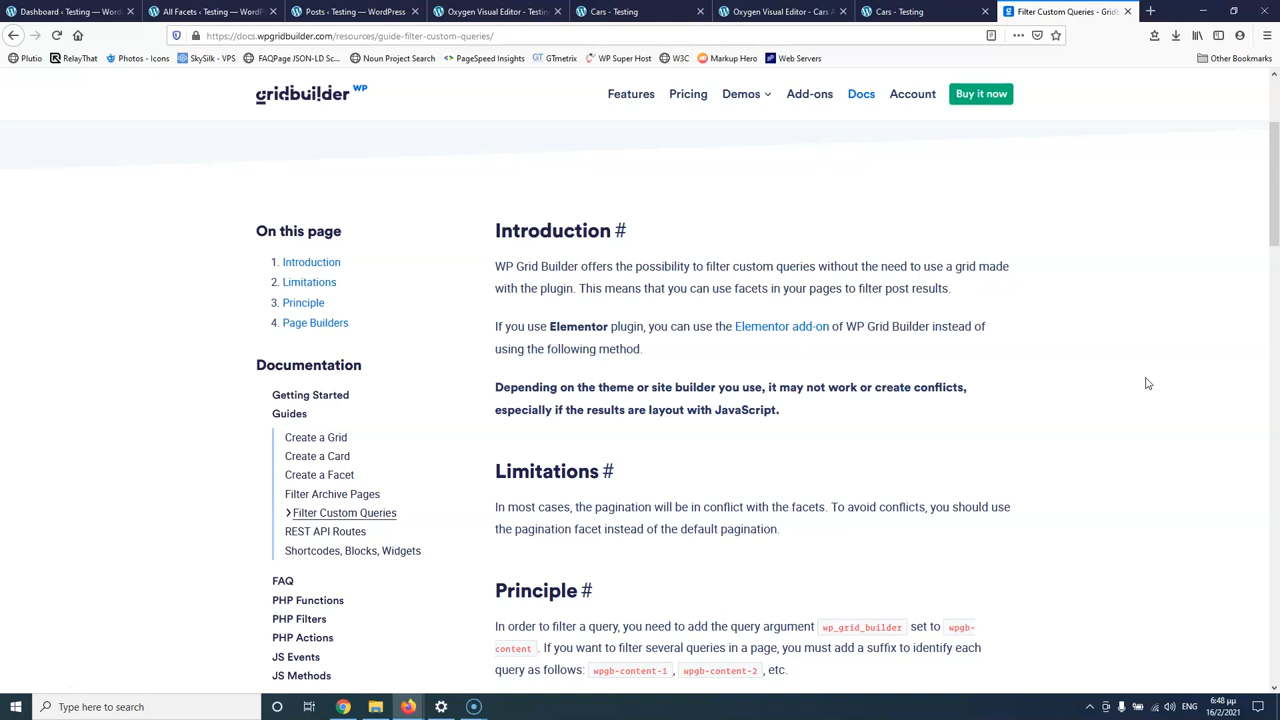 Dashboard ‹ Testing — Word
All Facets ‹ Testing — WordP
Posts ‹ Testing — WordPress
Oxygen Visual Editor - Testin
Cars - Testing
Oxygen Visual Editor - Cars A
Cars - Testing
Filter Custom Queries - Grid
https://docs.wpgridbuilder.com/resources/guide-filter-custom-queries/
Plutio
RelayThat
Photos - Icons
SkySilk - VPS
FAQPage JSON-LD Sc...
Noun Project Search
PageSpeed Insights
GTmetrix
WP Super Host
W3C
Markup Hero
Web Servers
Other Bookmarks
gridbuilder WP
Features
Pricing
Demos
Add-ons
Docs
Account
Buy it now
On this page
1. Introduction
2. Limitations
3. Principle
4. Page Builders
Documentation
Getting Started
Guides
Create a Grid
Create a Card
Create a Facet
Filter Archive Pages
Filter Custom Queries
REST API Routes
Shortcodes, Blocks, Widgets
FAQ
PHP Functions
PHP Filters
PHP Actions
JS Events
JS Methods
Introduction #
WP Grid Builder offers the possibility to filter custom queries without the need to use a grid made
with the plugin. This means that you can use facets in your pages to filter post results.
If you use Elementor plugin, you can use the Elementor add-on of WP Grid Builder instead of
using the following method.
Depending on the theme or site builder you use, it may not work or create conflicts,
especially if the results are layout with JavaScript.
Limitations #
In most cases, the pagination will be in conflict with the facets. To avoid conflicts, you should use
the pagination facet instead of the default pagination.
Principle #
In order to filter a query, you need to add the query argument wp_grid_builder set to wpgb-
content. If you want to filter several queries in a page, you must add a suffix to identify each
query as follows: wpgb-content-1, wpgb-content-2, etc.
Type here to search
6:48 μμ
16/2/2021